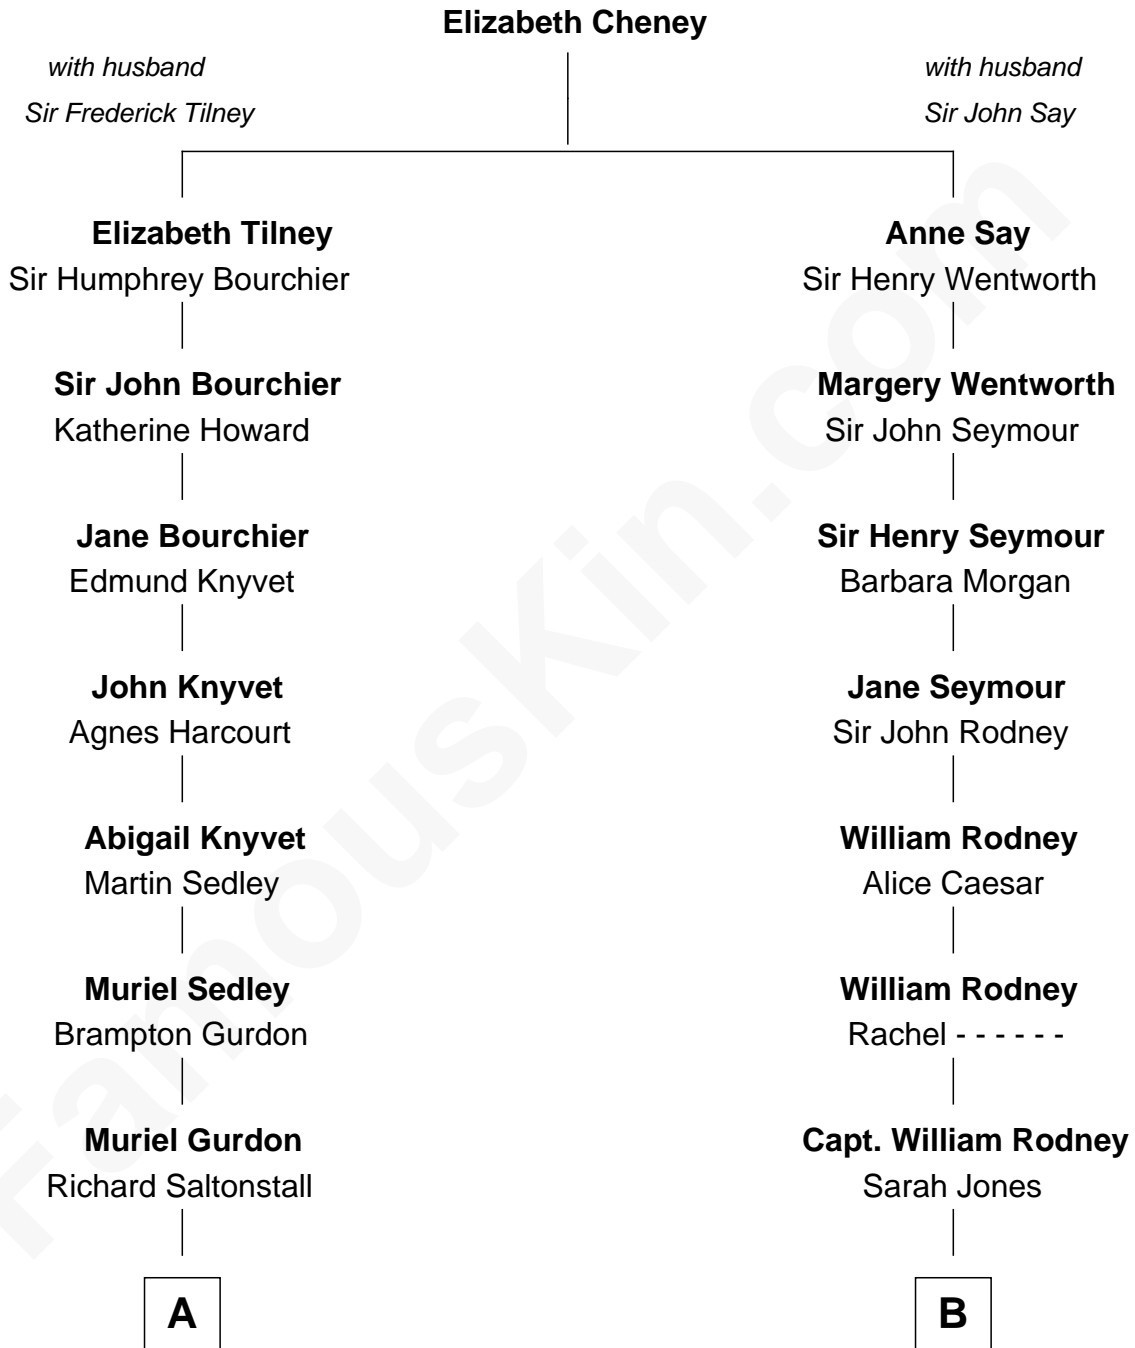 Elizabeth Cheney
with husband
Sir Frederick Tilney
with husband
Sir John Say
Elizabeth Tilney
Sir Humphrey Bourchier
Anne Say
Sir Henry Wentworth
Sir John Bourchier
Katherine Howard
Margery Wentworth
Sir John Seymour
Jane Bourchier
Edmund Knyvet
Sir Henry Seymour
Barbara Morgan
John Knyvet
Agnes Harcourt
Jane Seymour
Sir John Rodney
Abigail Knyvet
Martin Sedley
William Rodney
Alice Caesar
Muriel Sedley
Brampton Gurdon
William Rodney
Rachel - - - - - -
Muriel Gurdon
Richard Saltonstall
Capt. William Rodney
Sarah Jones
A
B
FamousKin.com